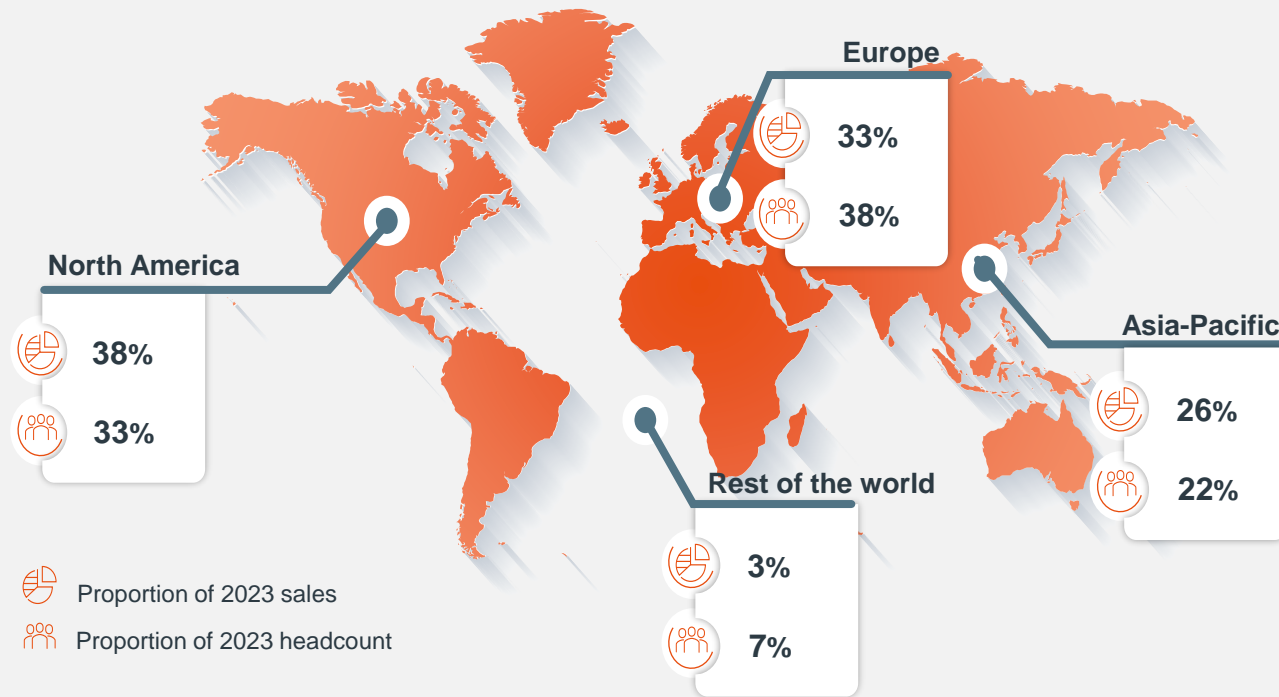 Europe
33%
38%
North America
38%
33%
Asia-Pacific
26%
22%
Rest of the world
3%
7%
Proportion of 2023 sales
Proportion of 2023 headcount